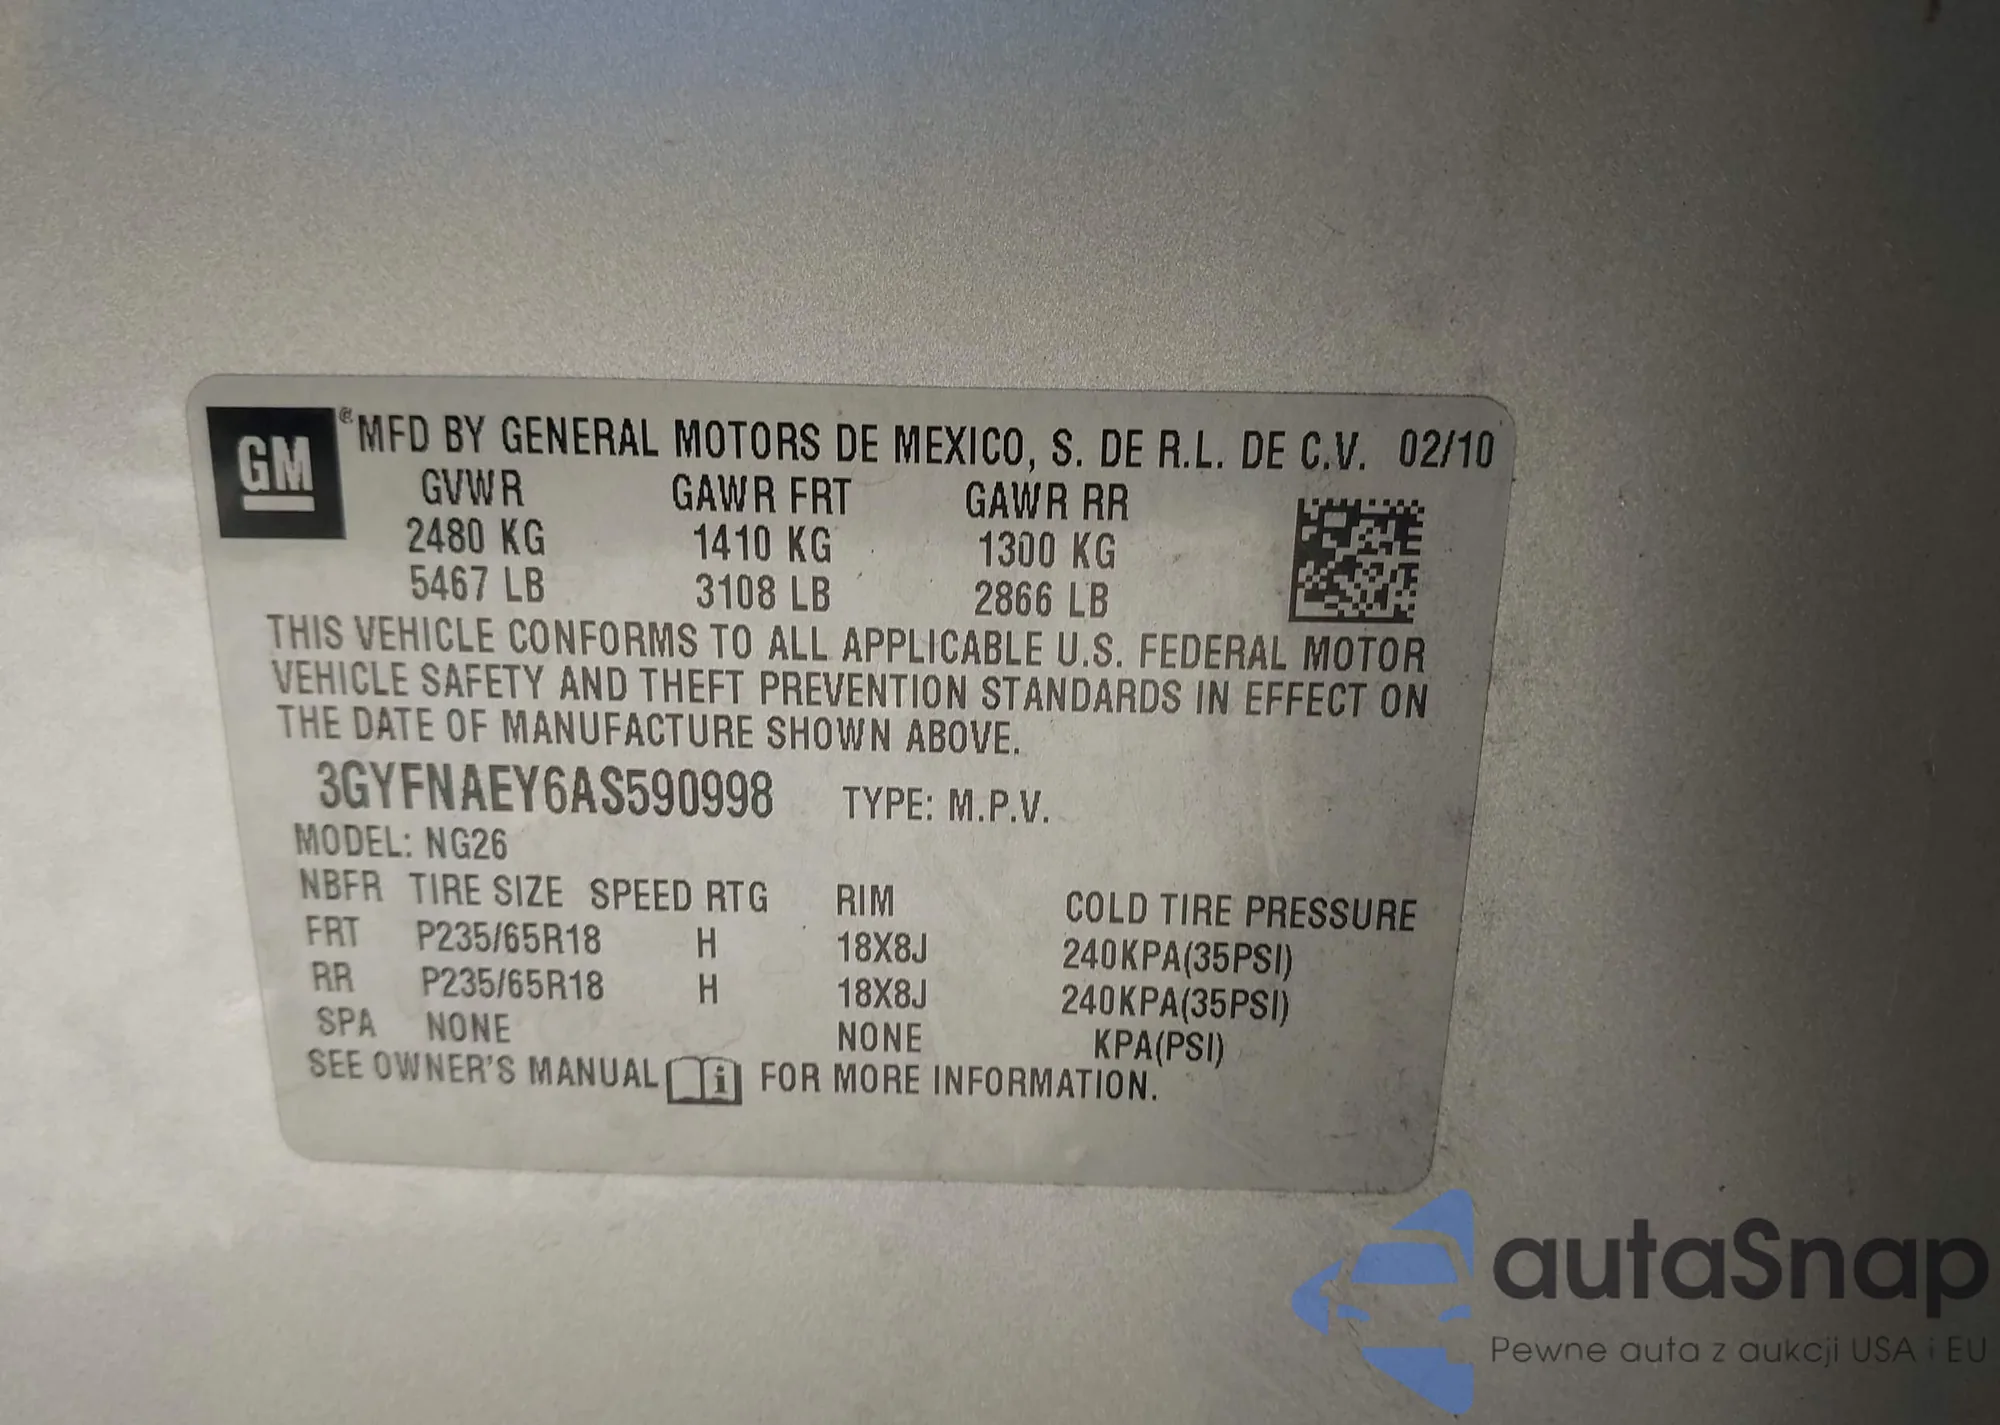 GM ® MFD BY GENERAL MOTORS DE MEXICO, S. DE R.L. DE C.V. 02/10
GVWR GAWR FRT GAWR RR
2480 KG 1410 KG 1300 KG
5467 LB 3108 LB 2866 LB
THIS VEHICLE CONFORMS TO ALL APPLICABLE U.S. FEDERAL MOTOR
VEHICLE SAFETY AND THEFT PREVENTION STANDARDS IN EFFECT ON
THE DATE OF MANUFACTURE SHOWN ABOVE.
3GYFNAEY6AS590998 TYPE: M.P.V.
MODEL: NG26
NBFR TIRE SIZE SPEED RTG RIM COLD TIRE PRESSURE
FRT P235/65R18 H 18X8J 240KPA(35PSI)
RR P235/65R18 H 18X8J 240KPA(35PSI)
SPA NONE NONE KPA(PSI)
SEE OWNER'S MANUAL i FOR MORE INFORMATION.
autaSnap
Pewne auta z aukcji USA i EU